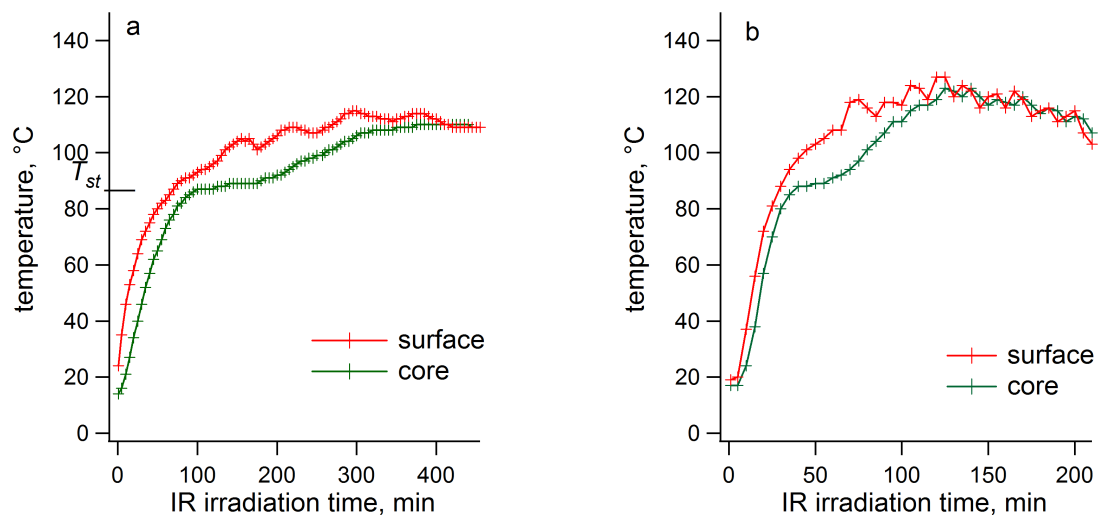 a
temperature, °C
140
120
100
80
60
40
20
0
T_st
surface
core
0 100 200 300 400
IR irradiation time, min
b
temperature, °C
140
120
100
80
60
40
20
0
surface
core
0 50 100 150 200
IR irradiation time, min